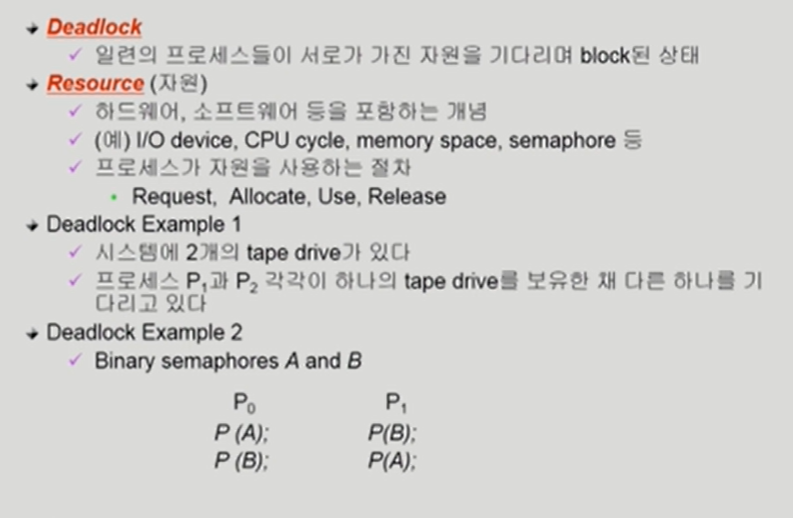 Deadlock
일련의 프로세스들이 서로가 가진 자원을 기다리며 block된 상태
Resource (자원)
하드웨어, 소프트웨어 등을 포함하는 개념
(예) I/O device, CPU cycle, memory space, semaphore 등
프로세스가 자원을 사용하는 절차
Request, Allocate, Use, Release
Deadlock Example 1
시스템에 2개의 tape drive가 있다
프로세스 P₁과 P₂ 각각이 하나의 tape drive를 보유한 채 다른 하나를 기
다리고 있다
Deadlock Example 2
Binary semaphores A and B
P₀ P₁
P (A); P(B);
P (B); P(A);